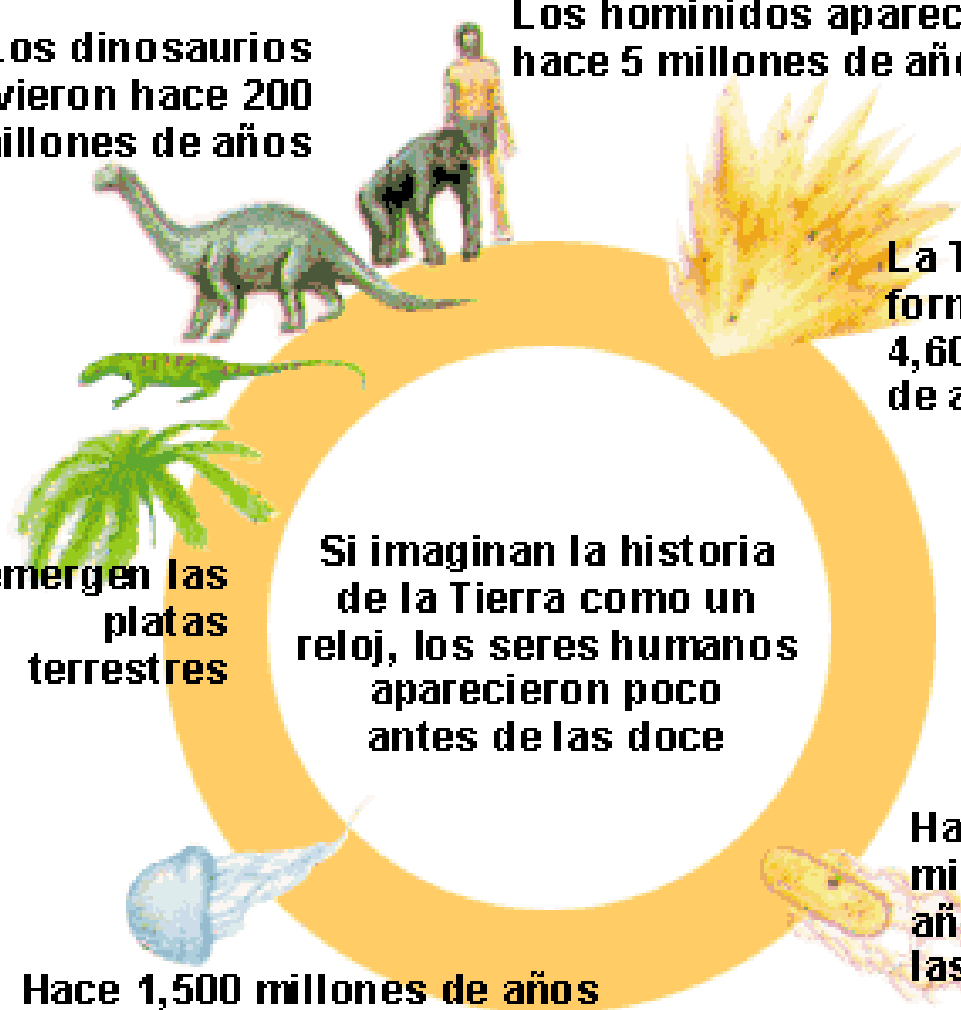 Los dinosaurios
vieron hace 200
millones de años
Los hominidos aparec
hace 5 millones de año
La T
form
4,60
de a
emergen las
platas
terrestres
Si imaginan la historia
de la Tierra como un
reloj, los seres humanos
aparecieron poco
antes de las doce
Ha
mi
añ
las
Hace 1,500 millones de años